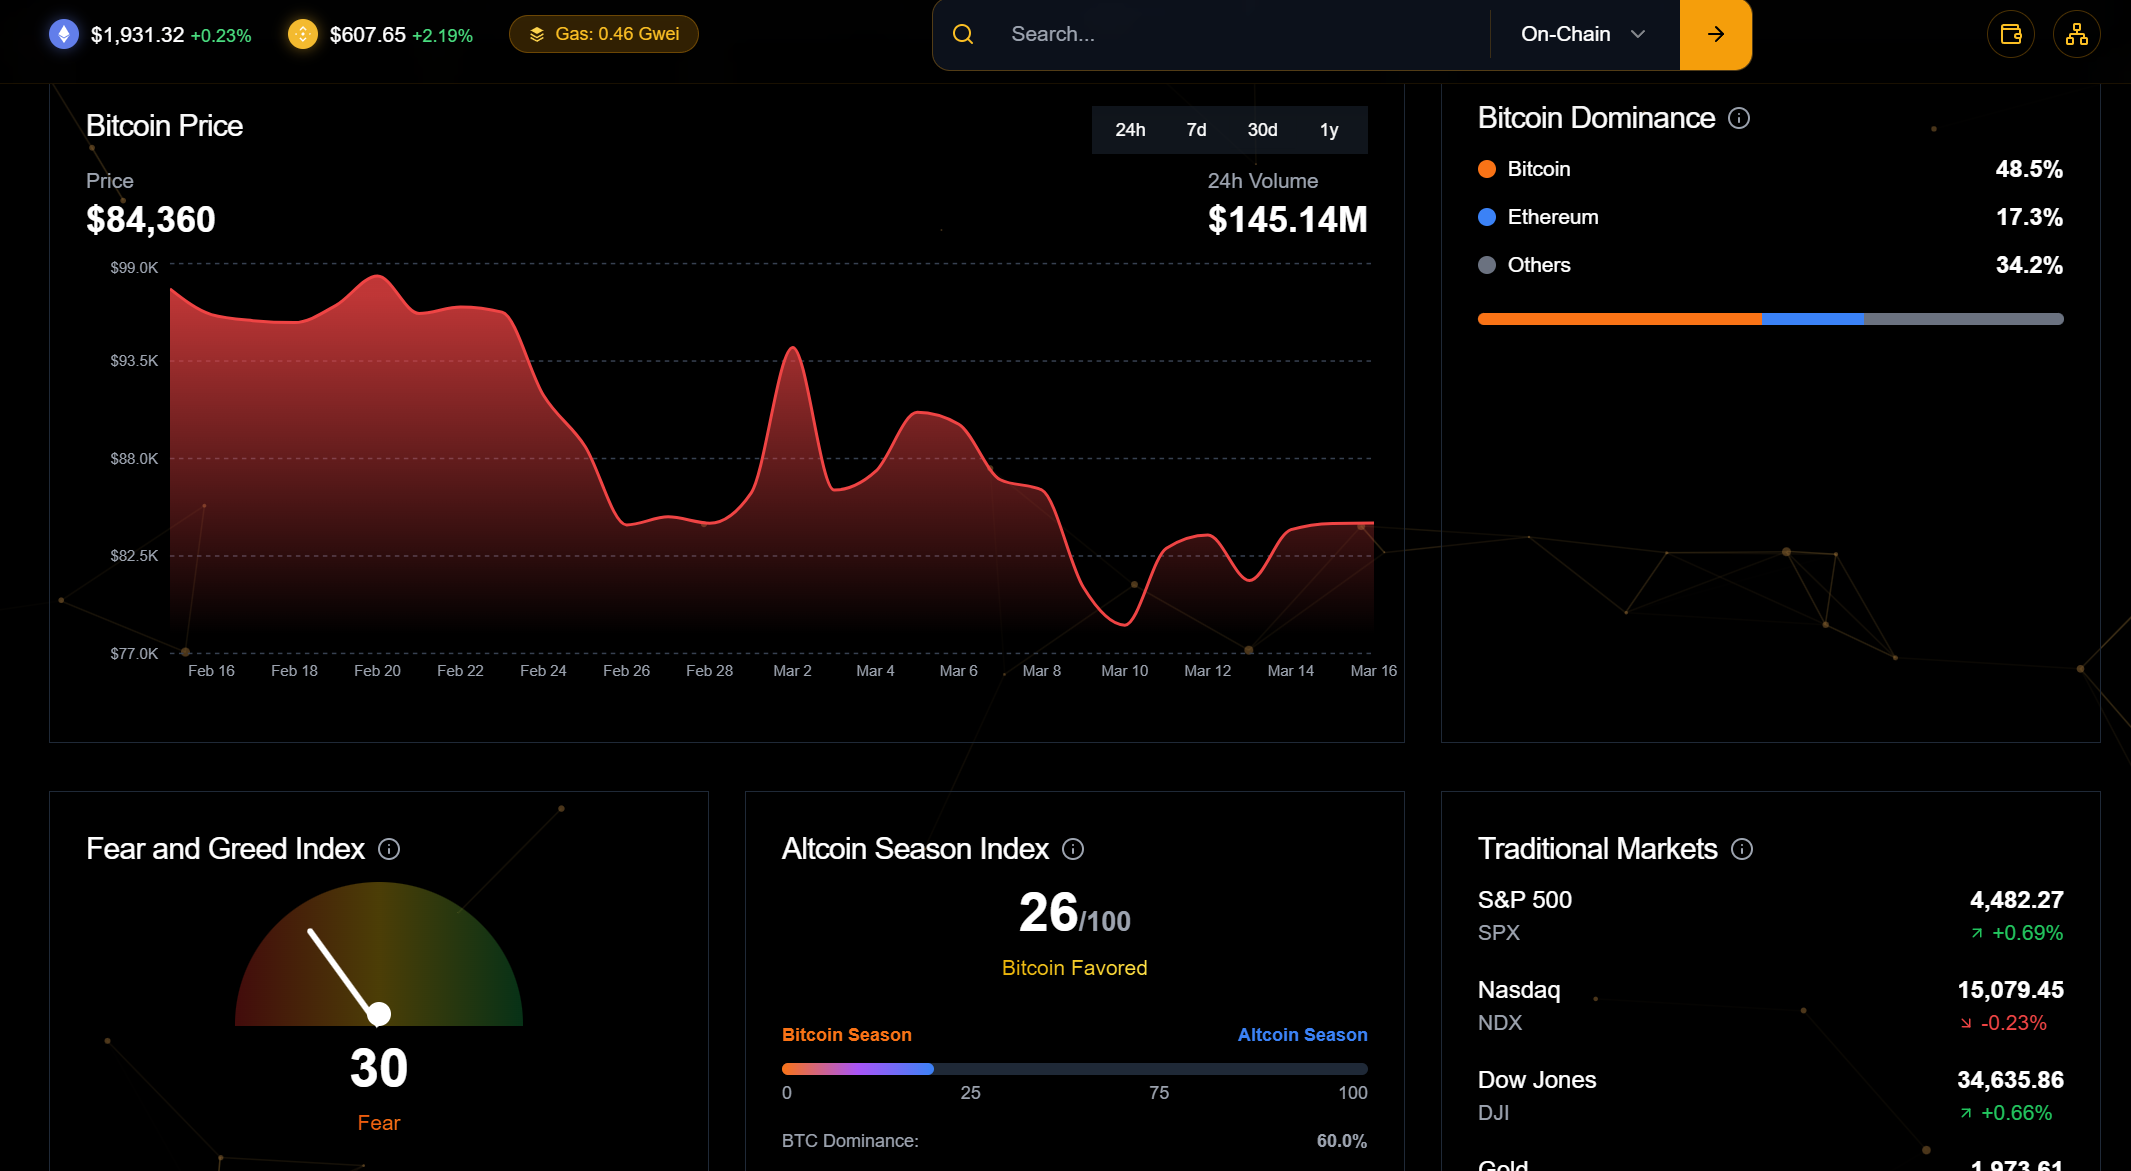 $1,931.32 +0.23%
$607.65 +2.19%
Gas: 0.46 Gwei
Search...
On-Chain
Bitcoin Price
24h 7d 30d 1y
Price
$84,360
24h Volume
$145.14M
$99.0K
$93.5K
$88.0K
$82.5K
$77.0K
Feb 16 Feb 18 Feb 20 Feb 22 Feb 24 Feb 26 Feb 28 Mar 2 Mar 4 Mar 6 Mar 8 Mar 10 Mar 12 Mar 14 Mar 16
Bitcoin Dominance
Bitcoin 48.5%
Ethereum 17.3%
Others 34.2%
Fear and Greed Index
30
Fear
Altcoin Season Index
26/100
Bitcoin Favored
Bitcoin Season Altcoin Season
0 25 75 100
BTC Dominance: 60.0%
Traditional Markets
S&P 500 4,482.27
SPX +0.69%
Nasdaq 15,079.45
NDX -0.23%
Dow Jones 34,635.86
DJI +0.66%
Gold 1,973.61